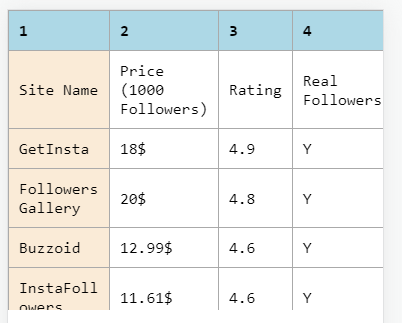 1 2 3 4
Site Name Price (1000 Followers) Rating Real Followers
GetInsta 18$ 4.9 Y
Followers Gallery 20$ 4.8 Y
Buzzoid 12.99$ 4.6 Y
InstaFollowers 11.61$ 4.6 Y